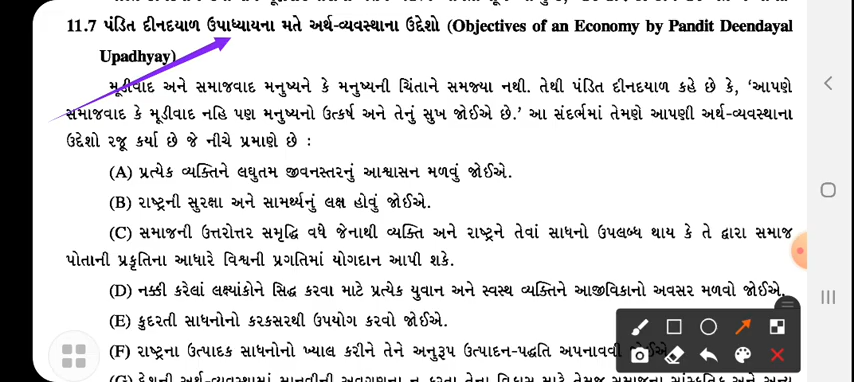 11.7 પંડિત દીનદયાળ ઉપાધ્યાયના મતે અર્થ-વ્યવસ્થાના ઉદ્દેશો (Objectives of an Economy by Pandit Deendayal
Upadhyay)
મૂડીવાદ અને સમાજવાદ મનુષ્યને કે મનુષ્યની ચિંતાને સમજ્યા નથી. તેથી પંડિત દીનદયાળ કહે છે કે, ‘આપણે
સમાજવાદ કે મૂડીવાદ નહિ પણ મનુષ્યનો ઉત્કર્ષ અને તેનું સુખ જોઈએ છે.’ આ સંદર્ભમાં તેમણે આપણી અર્થ-વ્યવસ્થાના
ઉદ્દેશો રજૂ કર્યા છે જે નીચે પ્રમાણે છે :
(A) પ્રત્યેક વ્યક્તિને લઘુતમ જીવનસ્તરનું આશ્વાસન મળવું જોઈએ.
(B) રાષ્ટ્રની સુરક્ષા અને સામર્થ્યનું લક્ષ હોવું જોઈએ.
(C) સમાજની ઉત્તરોત્તર સમૃદ્ધિ વધે જેનાથી વ્યક્તિ અને રાષ્ટ્રને તેવાં સાધનો ઉપલબ્ધ થાય કે તે દ્વારા સમાજ
પોતાની પ્રકૃતિના આધારે વિશ્વની પ્રગતિમાં યોગદાન આપી શકે.
(D) નક્કી કરેલાં લક્ષ્યાંકોને સિદ્ધ કરવા માટે પ્રત્યેક યુવાન અને સ્વસ્થ વ્યક્તિને આજીવિકાનો અવસર મળવો જોઈએ.
(E) કુદરતી સાધનોનો કરકસરથી ઉપયોગ કરવો જોઈએ.
(F) રાષ્ટ્રના ઉત્પાદક સાધનોનો ખ્યાલ કરીને તેને અનુરૂપ ઉત્પાદન-પદ્ધતિ અપનાવવી જોઈએ.